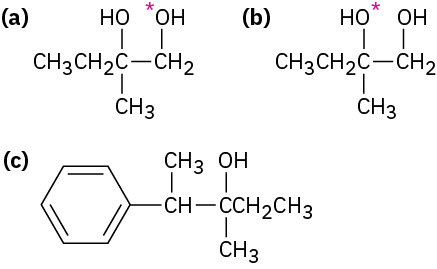 (a) HO *OH
CH₃CH₂C—CH₂
CH₃
(b) HO* OH
CH₃CH₂C—CH₂
CH₃
(c) CH₃ OH
CH—CCH₂CH₃
CH₃